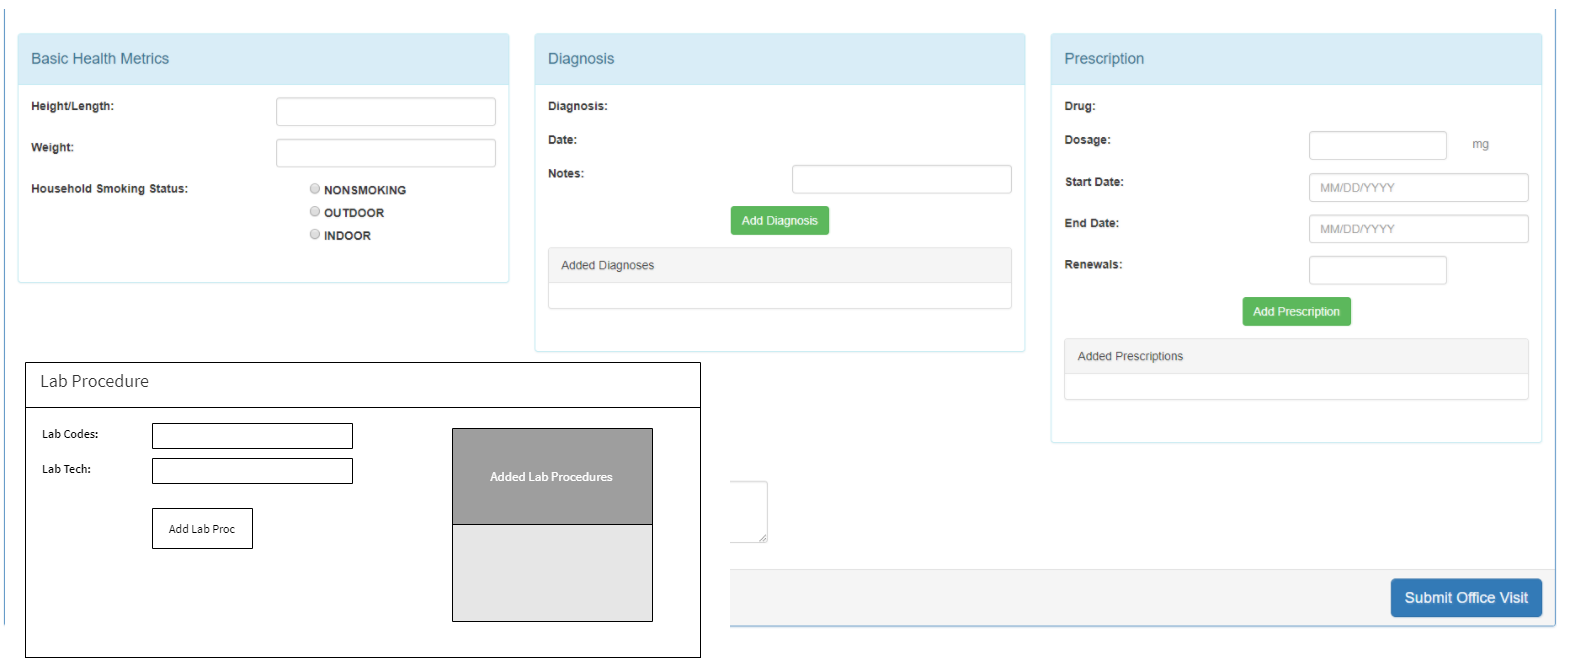 Basic Health Metrics
Height/Length:
Weight:
Household Smoking Status:
NONSMOKING
OUTDOOR
INDOOR
Diagnosis
Diagnosis:
Date:
Notes:
Add Diagnosis
Added Diagnoses
Prescription
Drug:
Dosage:
mg
Start Date:
MM/DD/YYYY
End Date:
MM/DD/YYYY
Renewals:
Add Prescription
Added Prescriptions
Lab Procedure
Lab Codes:
Lab Tech:
Add Lab Proc
Added Lab Procedures
Submit Office Visit